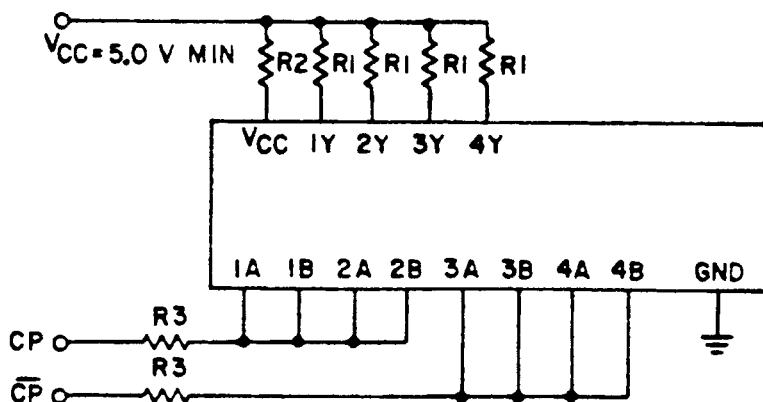 VCC=5.0 V MIN
R2 R1 R1 R1 R1
VCC 1Y 2Y 3Y 4Y
1A 1B 2A 2B 3A 3B 4A 4B GND
R3
CP
R3
C̅P̅